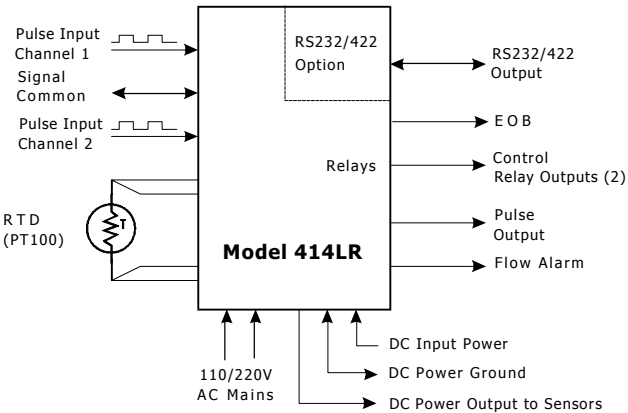 Pulse Input
Channel 1
Signal
Common
Pulse Input
Channel 2
RTD
(PT100)
T
RS232/422
Option
Relays
Model 414LR
RS232/422
Output
EOB
Control
Relay Outputs (2)
Pulse
Output
Flow Alarm
110/220V
AC Mains
DC Input Power
DC Power Ground
DC Power Output to Sensors